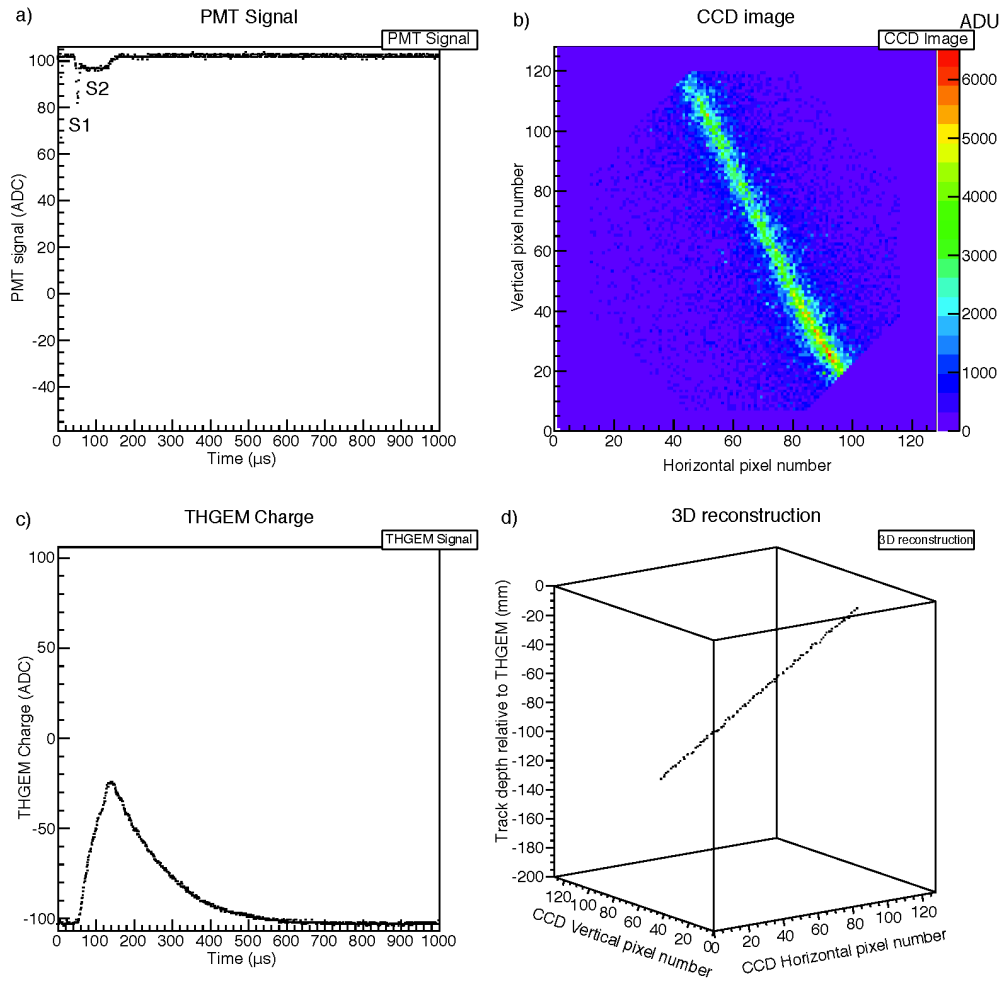 a)
PMT Signal
PMT Signal
100
80
60
40
20
0
-20
-40
S2
S1
PMT signal (ADC)
0 100 200 300 400 500 600 700 800 900 1000
Time (µs)
b)
CCD image
ADU
CCD Image
120
100
80
60
40
20
0
Vertical pixel number
0 20 40 60 80 100 120
Horizontal pixel number
6000
5000
4000
3000
2000
1000
0
c)
THGEM Charge
THGEM Signal
100
50
0
-50
-100
THGEM Charge (ADC)
0 100 200 300 400 500 600 700 800 900 1000
Time (µs)
d)
3D reconstruction
3D reconstruction
0
-20
-40
-60
-80
-100
-120
-140
-160
-180
-200
Track depth relative to THGEM (mm)
120 100 80 60 40 20 0
CCD Vertical pixel number
0 20 40 60 80 100 120
CCD Horizontal pixel number